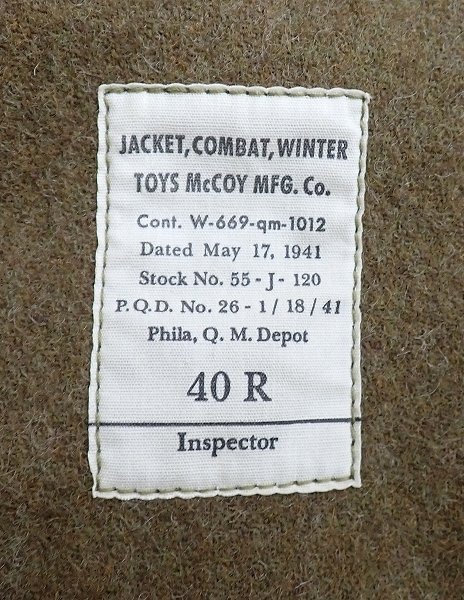 JACKET, COMBAT, WINTER
TOYS McCOY MFG. Co.
Cont. W-669-qm-1012
Dated May 17, 1941
Stock No. 55 - J - 120
P. Q. D. No. 26 - 1 / 18 / 41
Phila, Q. M. Depot
40 R
Inspector